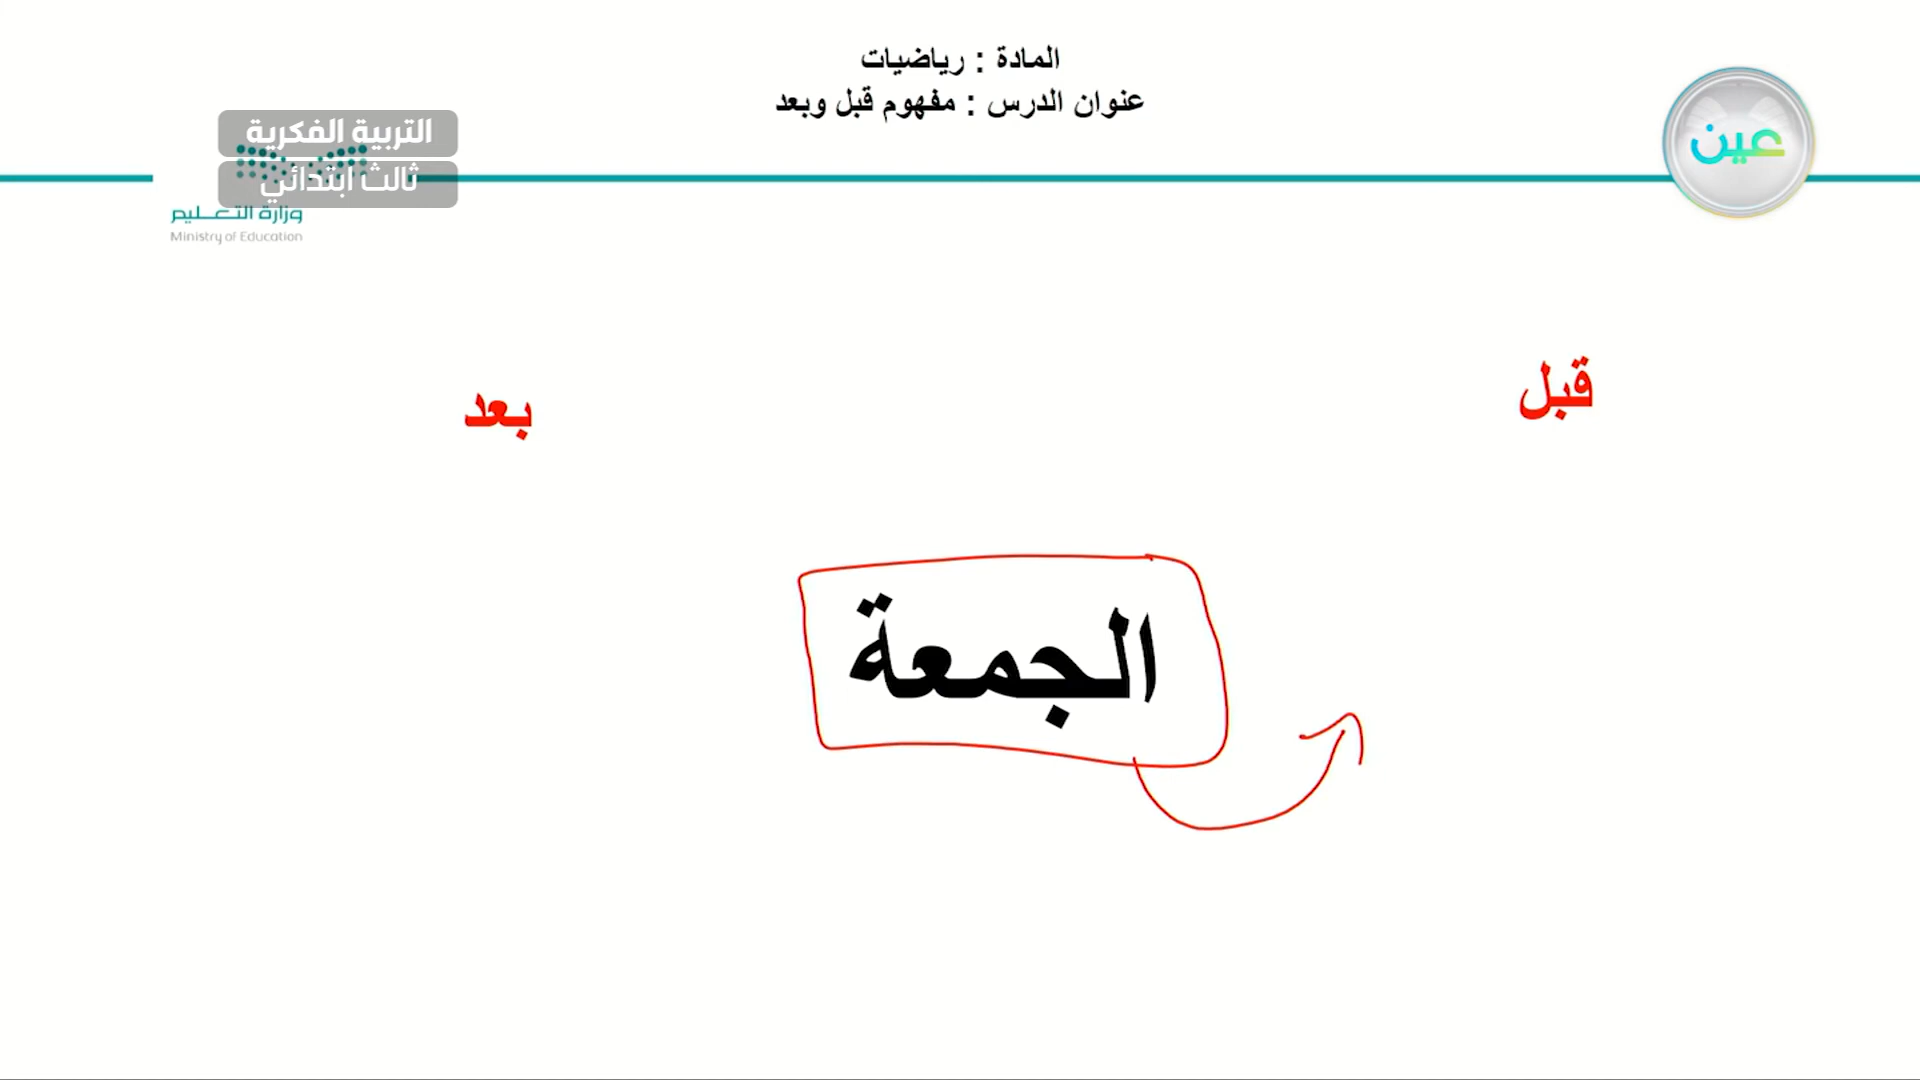 المادة : رياضيات
عنوان الدرس : مفهوم قبل وبعد
عين
التربية الفكرية
ثالث ابتدائي
وزارة التعـــليم
Ministry of Education
قبل
بعد
الجمعة